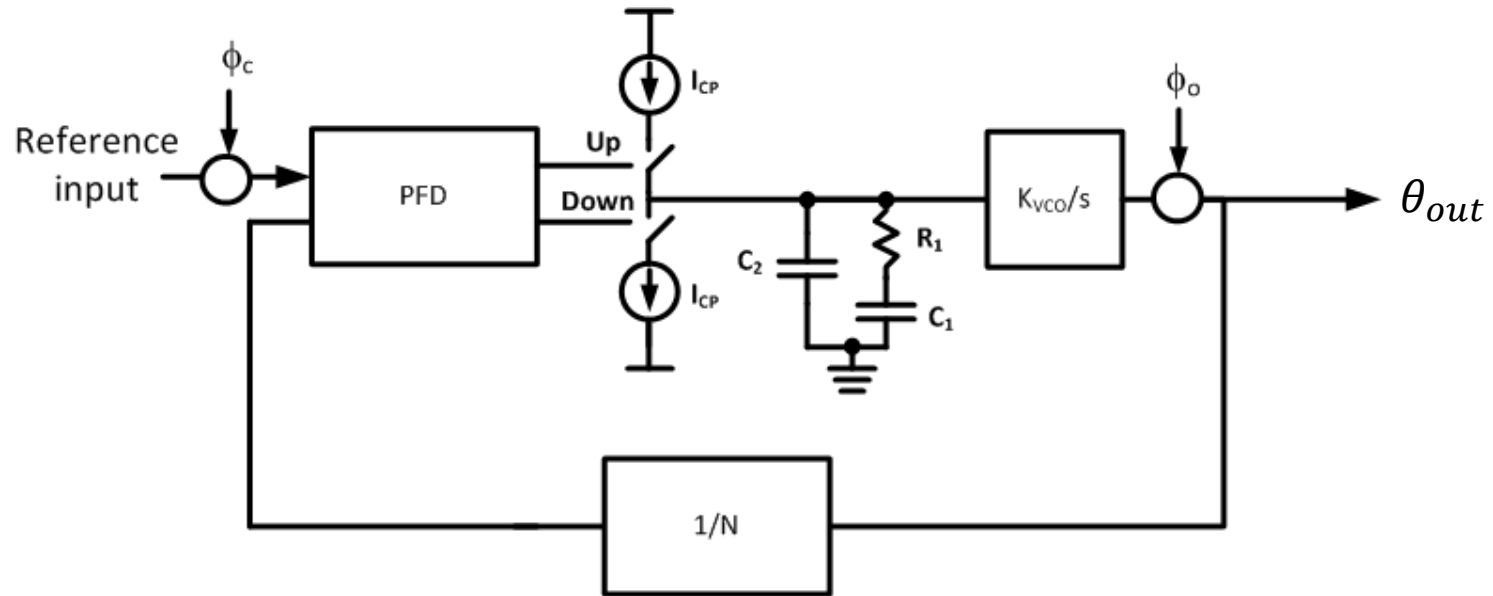 ϕc
Reference
input
PFD
Up
Down
ICP
ICP
C2
R1
C1
KVCO/s
ϕo
θout
1/N